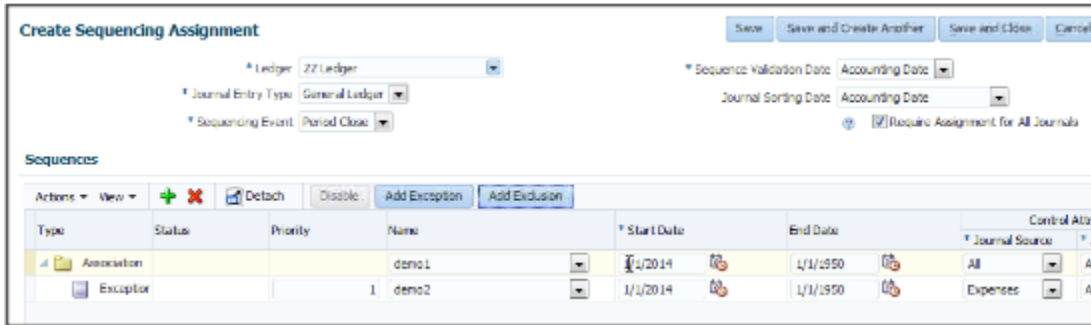 Create Sequencing Assignment
Save Save and Create Another Save and Close Cancel
* Ledger ZZ Ledger
* Sequence Validation Date Accounting Date
* Journal Entry Type General Ledger
Journal Sorting Date Accounting Date
* Sequencing Event Period Close
Require Assignment for All Journals
Sequences
Actions View Detach Disable Add Exception Add Exclusion
Control
Type Status Priority Name * Start Date End Date * Journal Source
Association demo1 1/1/1950 All
Exception 1 demo2 1/1/2014 1/1/1950 Expenses